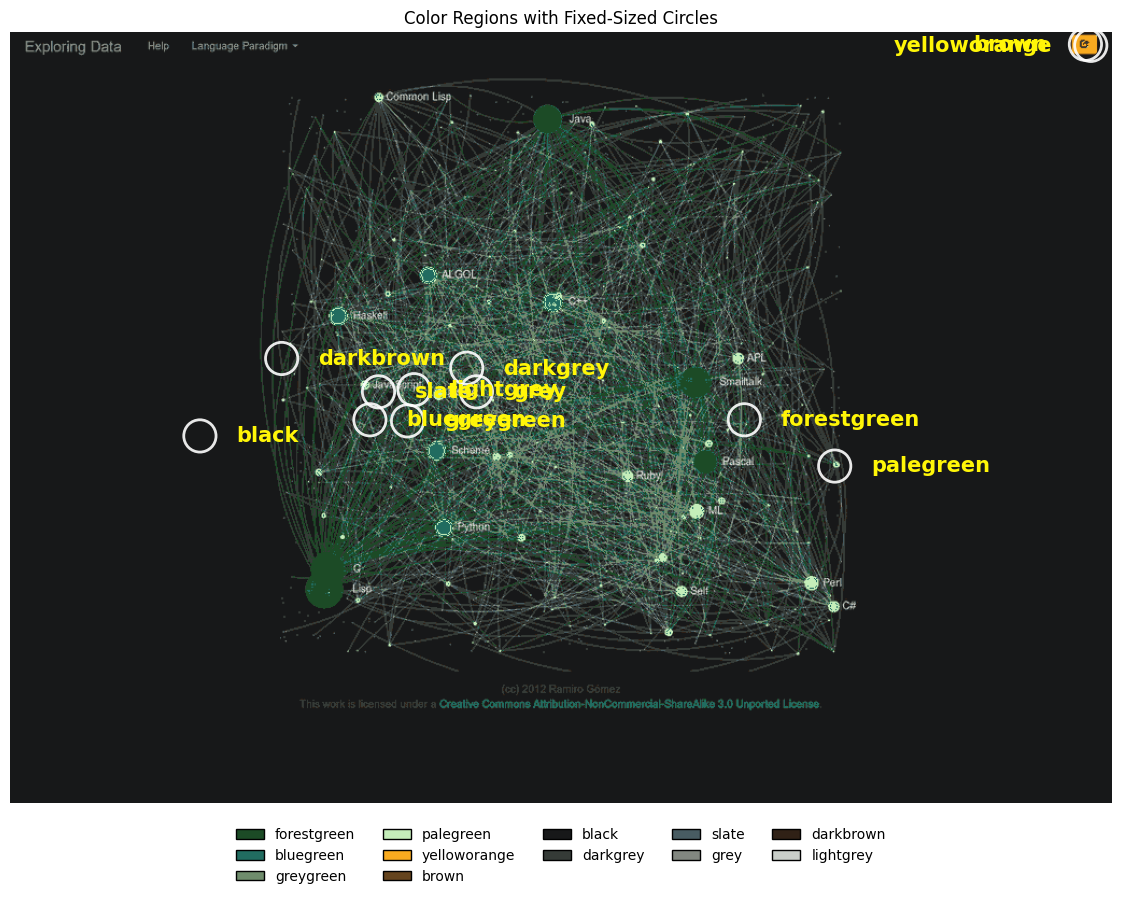 Color Regions with Fixed-Sized Circles
Exploring Data Help Language Paradigm
yelloworange
brown
Common Lisp
Java
ALGOL
C++
Haskell
darkbrown
darkgrey
APL
JavaScript
Smalltalk
slate
lightgrey
grey
bluegreen
greygreen
forestgreen
black
Scheme
Pascal
palegreen
Ruby
ML
Python
C
Lisp
Self
Perl
C#
(cc) 2012 Ramiro Gómez
This work is licensed under a Creative Commons Attribution-NonCommercial-ShareAlike 3.0 Unported License.
forestgreen palegreen black slate darkbrown
bluegreen yelloworange darkgrey grey lightgrey
greygreen brown